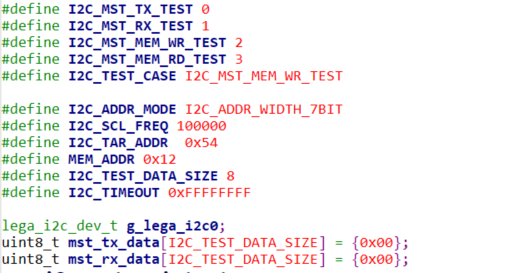 #define I2C_MST_TX_TEST 0
#define I2C_MST_RX_TEST 1
#define I2C_MST_MEM_WR_TEST 2
#define I2C_MST_MEM_RD_TEST 3
#define I2C_TEST_CASE I2C_MST_MEM_WR_TEST
#define I2C_ADDR_MODE I2C_ADDR_WIDTH_7BIT
#define I2C_SCL_FREQ 100000
#define I2C_TAR_ADDR  0x54
#define MEM_ADDR 0x12
#define I2C_TEST_DATA_SIZE 8
#define I2C_TIMEOUT 0xFFFFFFFF
lega_i2c_dev_t g_lega_i2c0;
uint8_t mst_tx_data[I2C_TEST_DATA_SIZE] = {0x00};
uint8_t mst_rx_data[I2C_TEST_DATA_SIZE] = {0x00};